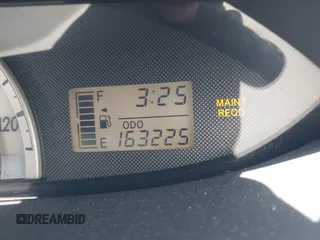 F 3:25
MAINT
REQD
120
ODO
E 163225
DREAMBID